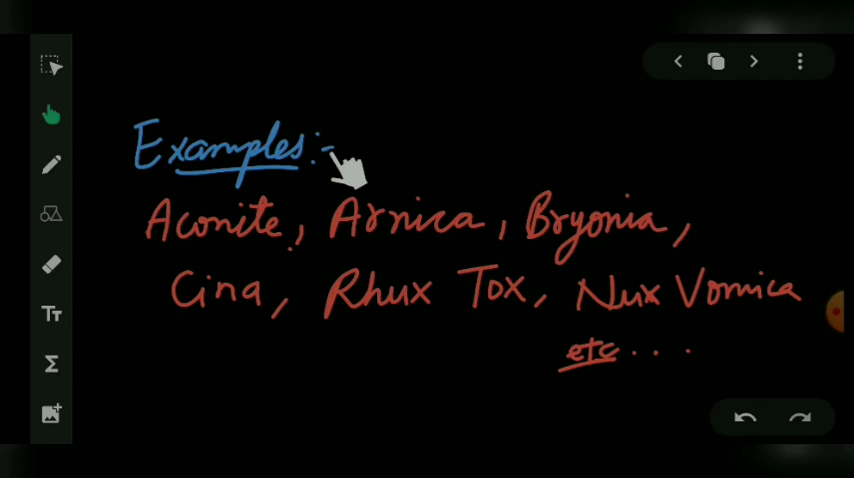 Examples:-
Aconite, Arnica, Bryonia,
Cina, Rhux Tox, Nux Vomica
etc...